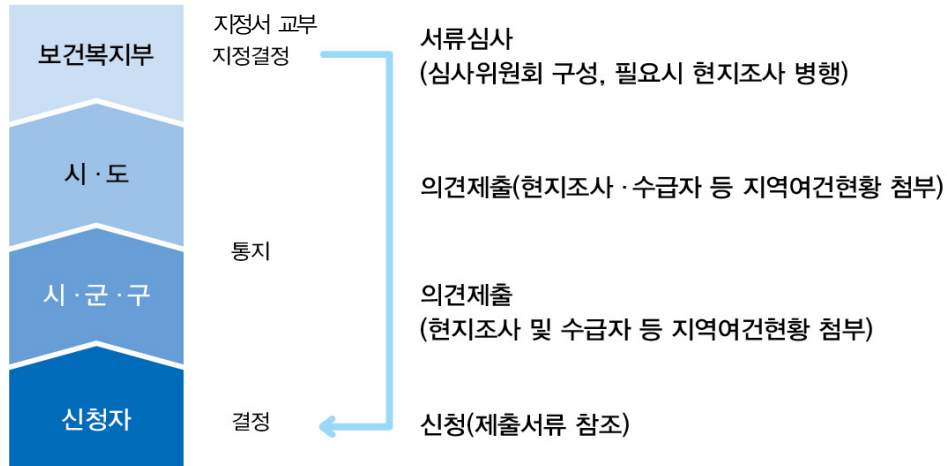 보건복지부
지정서 교부
지정결정
서류심사
(심사위원회 구성, 필요시 현지조사 병행)
시·도
의견제출(현지조사·수급자 등 지역여건현황 첨부)
통지
시·군·구
의견제출
(현지조사 및 수급자 등 지역여건현황 첨부)
신청자
결정
신청(제출서류 참조)